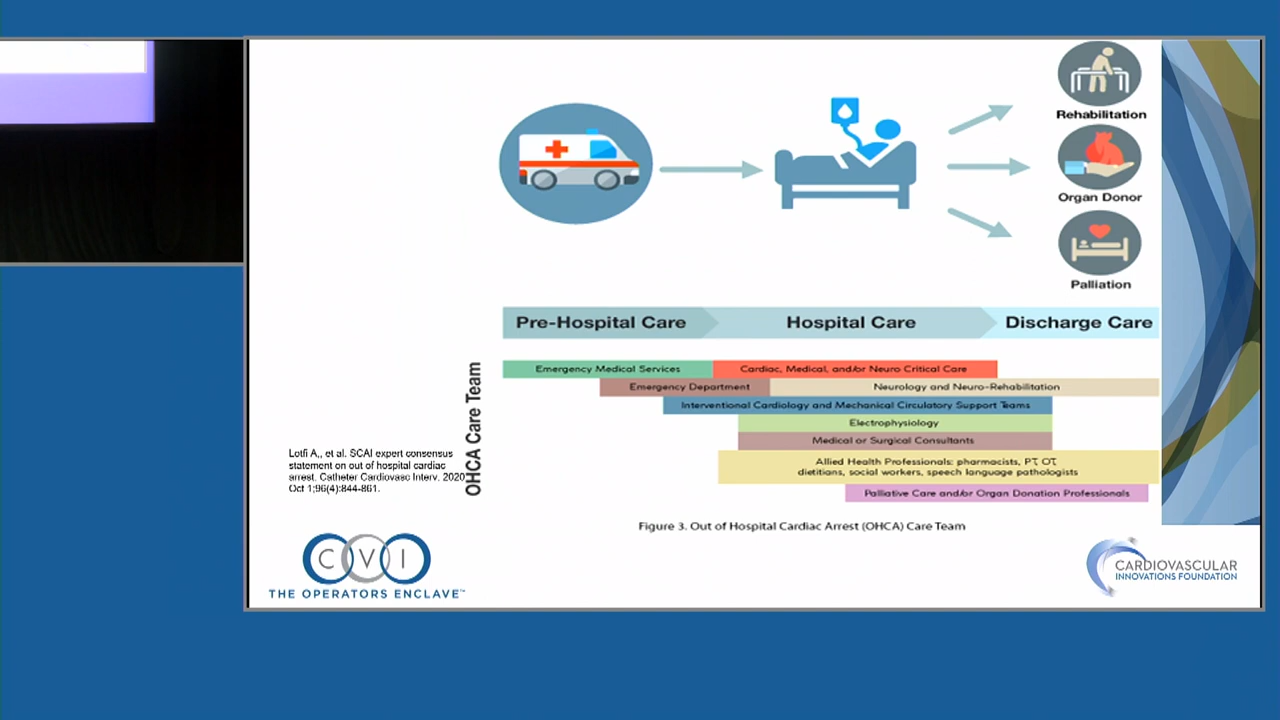 Rehabilitation
Organ Donor
Palliation
Pre-Hospital Care
Hospital Care
Discharge Care
OHCA Care Team
Emergency Medical Services
Cardiac, Medical, and/or Neuro Critical Care
Emergency Department
Neurology and Neuro-Rehabilitation
Interventional Cardiology and Mechanical Circulatory Support Teams
Electrophysiology
Medical or Surgical Consultants
Allied Health Professionals: pharmacists, PT, OT,
dietitians, social workers, speech language pathologists
Palliative Care and/or Organ Donation Professionals
Lotfi A,, et al. SCAI expert consensus
statement on out of hospital cardiac
arrest. Catheter Cardiovasc Interv. 2020
Oct 1;96(4):844-861.
Figure 3. Out of Hospital Cardiac Arrest (OHCA) Care Team
CVI
THE OPERATORS ENCLAVE™
CARDIOVASCULAR
INNOVATIONS FOUNDATION